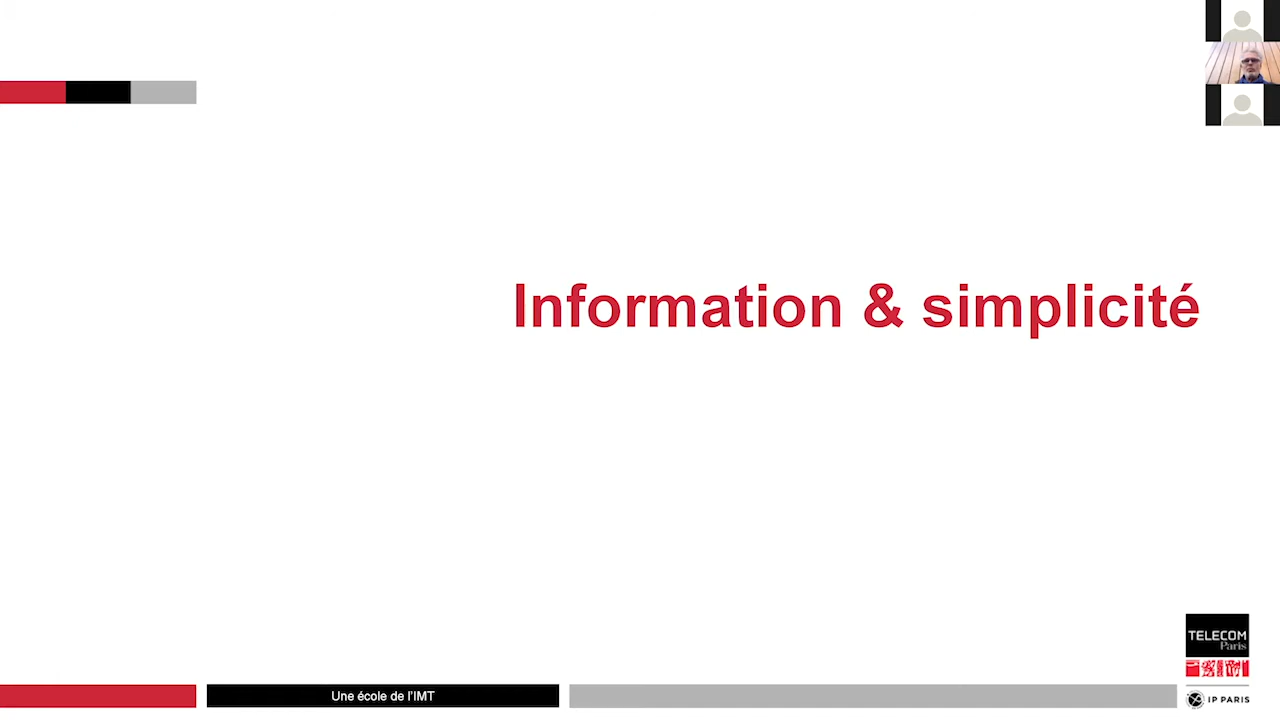 Information & simplicité
TELECOM
Paris
Une école de l'IMT
IP PARIS